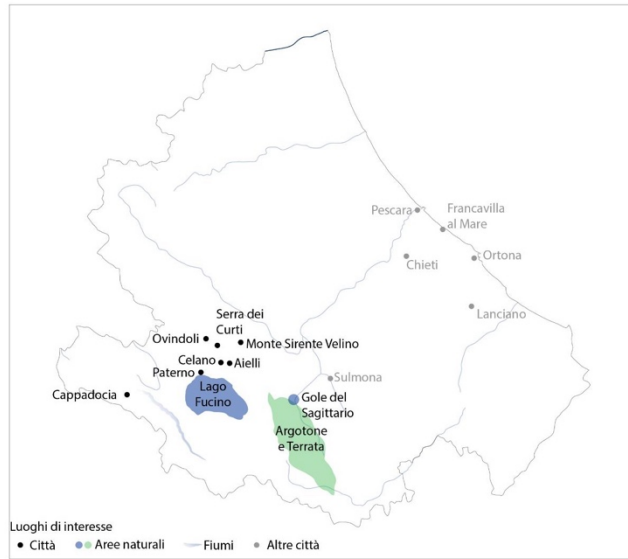 Pescara
Francavilla
al Mare
Chieti
Ortona
Lanciano
Serra dei
Curti
Ovindoli
Monte Sirente Velino
Celano
Aielli
Paterno
Lago
Fucino
Sulmona
Cappadocia
Gole del
Sagittario
Argotone
e Terrata
Luoghi di interesse
Città
Aree naturali
Fiumi
Altre città